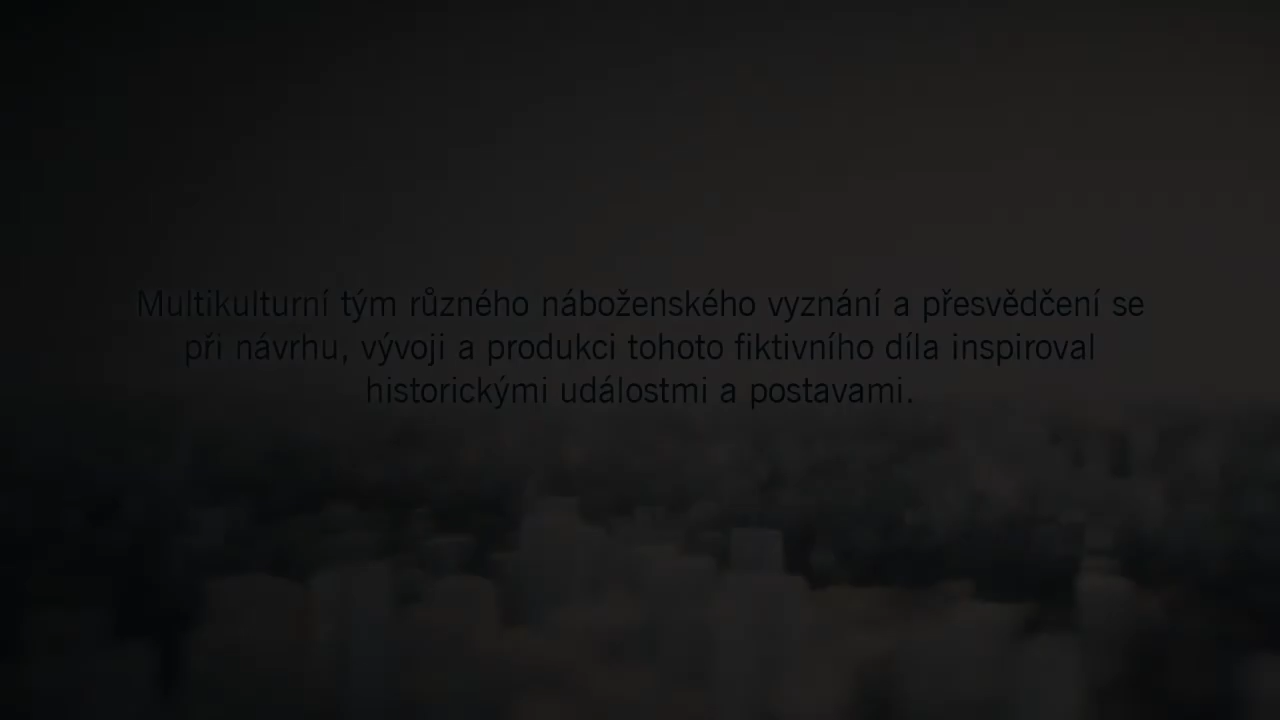 Multikulturní tým různého náboženského vyznání a přesvědčení se
při návrhu, vývoji a produkci tohoto fiktivního díla inspiroval
historickými událostmi a postavami.